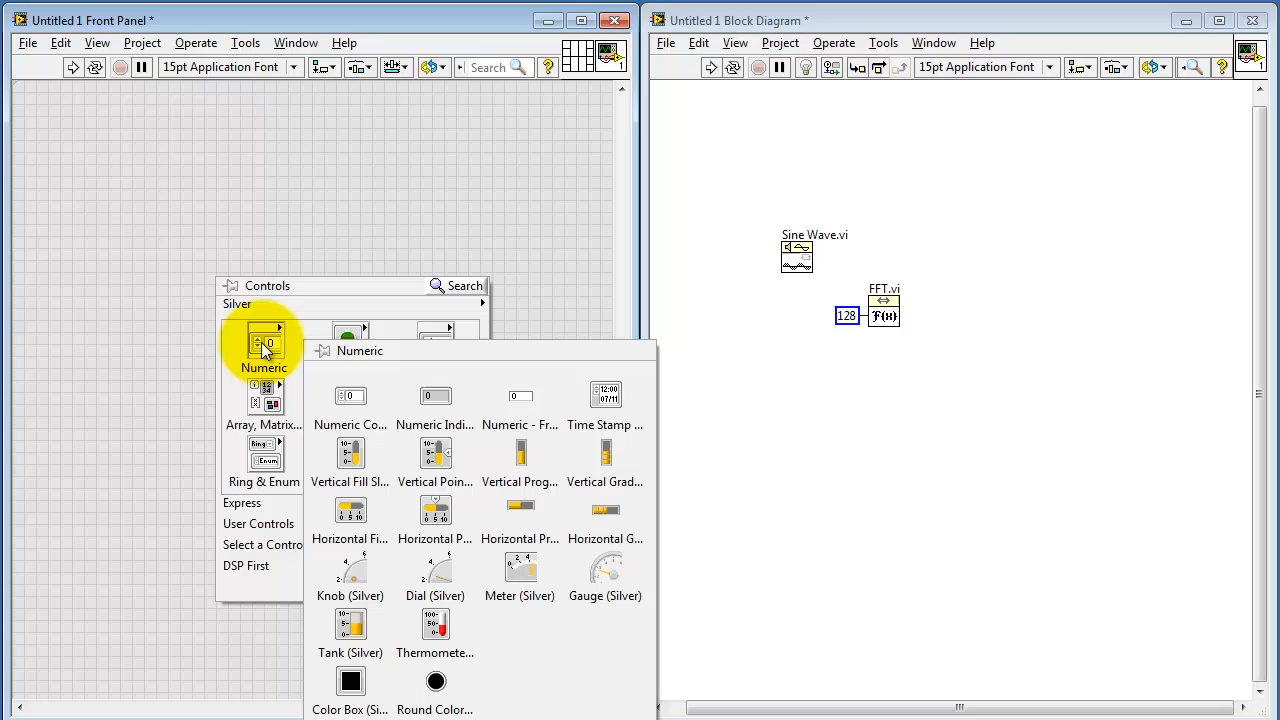 Untitled 1 Front Panel *
File Edit View Project Operate Tools Window Help
15pt Application Font
Search
?
1
Controls
Search
Silver
Numeric
Array, Matrix...
Ring & Enum
Express
User Controls
Select a Contro
DSP First
Numeric
Numeric Co... Numeric Indi... Numeric - Fr... Time Stamp ...
Vertical Fill Sl... Vertical Poin... Vertical Prog... Vertical Grad...
Horizontal Fi... Horizontal P... Horizontal Pr... Horizontal G...
Knob (Silver) Dial (Silver) Meter (Silver) Gauge (Silver)
Tank (Silver) Thermomete...
Color Box (Si... Round Color...
Untitled 1 Block Diagram *
File Edit View Project Operate Tools Window Help
15pt Application Font
?
1
Sine Wave.vi
FFT.vi
128
F(x)